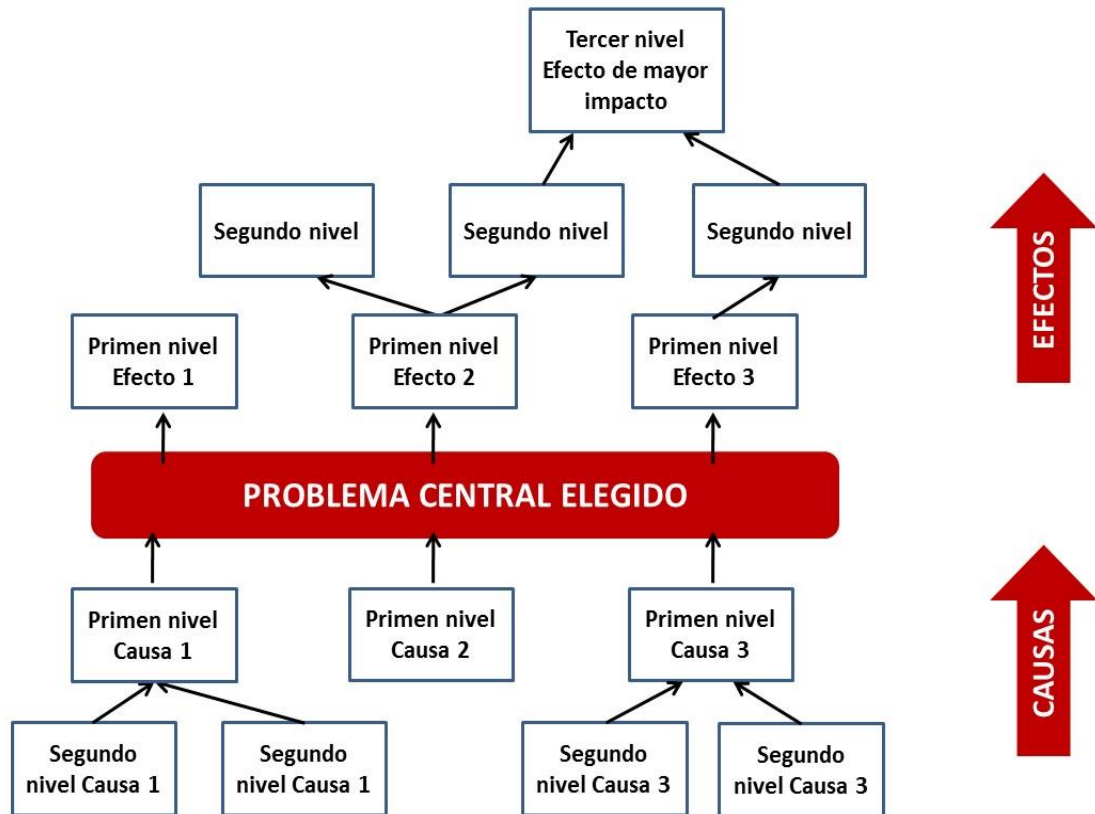 Tercer nivel
Efecto de mayor
impacto
Segundo nivel
Segundo nivel
Segundo nivel
EFECTOS
Primen nivel
Efecto 1
Primen nivel
Efecto 2
Primen nivel
Efecto 3
PROBLEMA CENTRAL ELEGIDO
Primen nivel
Causa 1
Primen nivel
Causa 2
Primen nivel
Causa 3
CAUSAS
Segundo
nivel Causa 1
Segundo
nivel Causa 1
Segundo
nivel Causa 3
Segundo
nivel Causa 3